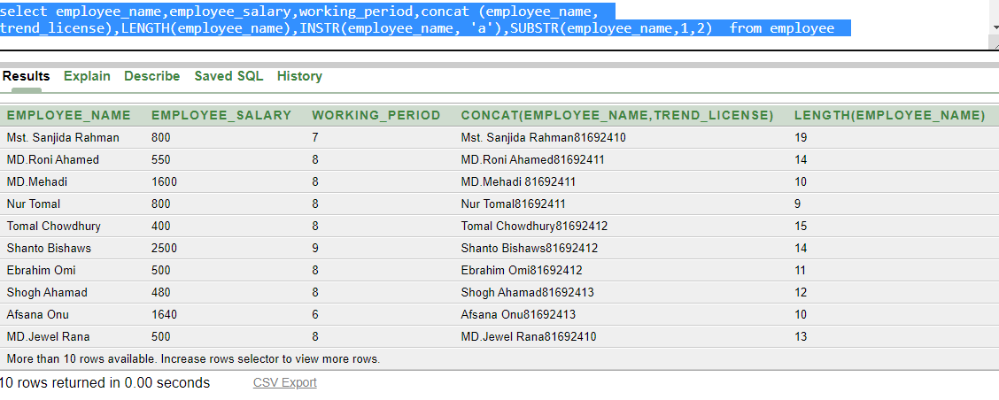 select employee_name,employee_salary,working_period,concat (employee_name,
trend_license),LENGTH(employee_name),INSTR(employee_name, 'a'),SUBSTR(employee_name,1,2)  from employee
Results Explain Describe Saved SQL History
EMPLOYEE_NAME EMPLOYEE_SALARY WORKING_PERIOD CONCAT(EMPLOYEE_NAME,TREND_LICENSE) LENGTH(EMPLOYEE_NAME)
Mst. Sanjida Rahman 800 7 Mst. Sanjida Rahman81692410 19
MD.Roni Ahamed 550 8 MD.Roni Ahamed81692411 14
MD.Mehadi 1600 8 MD.Mehadi 81692411 10
Nur Tomal 800 8 Nur Tomal81692411 9
Tomal Chowdhury 400 8 Tomal Chowdhury81692412 15
Shanto Bishaws 2500 9 Shanto Bishaws81692412 14
Ebrahim Omi 500 8 Ebrahim Omi81692412 11
Shogh Ahamad 480 8 Shogh Ahamad81692413 12
Afsana Onu 1640 6 Afsana Onu81692413 10
MD.Jewel Rana 500 8 MD.Jewel Rana81692410 13
More than 10 rows available. Increase rows selector to view more rows.
10 rows returned in 0.00 seconds CSV Export